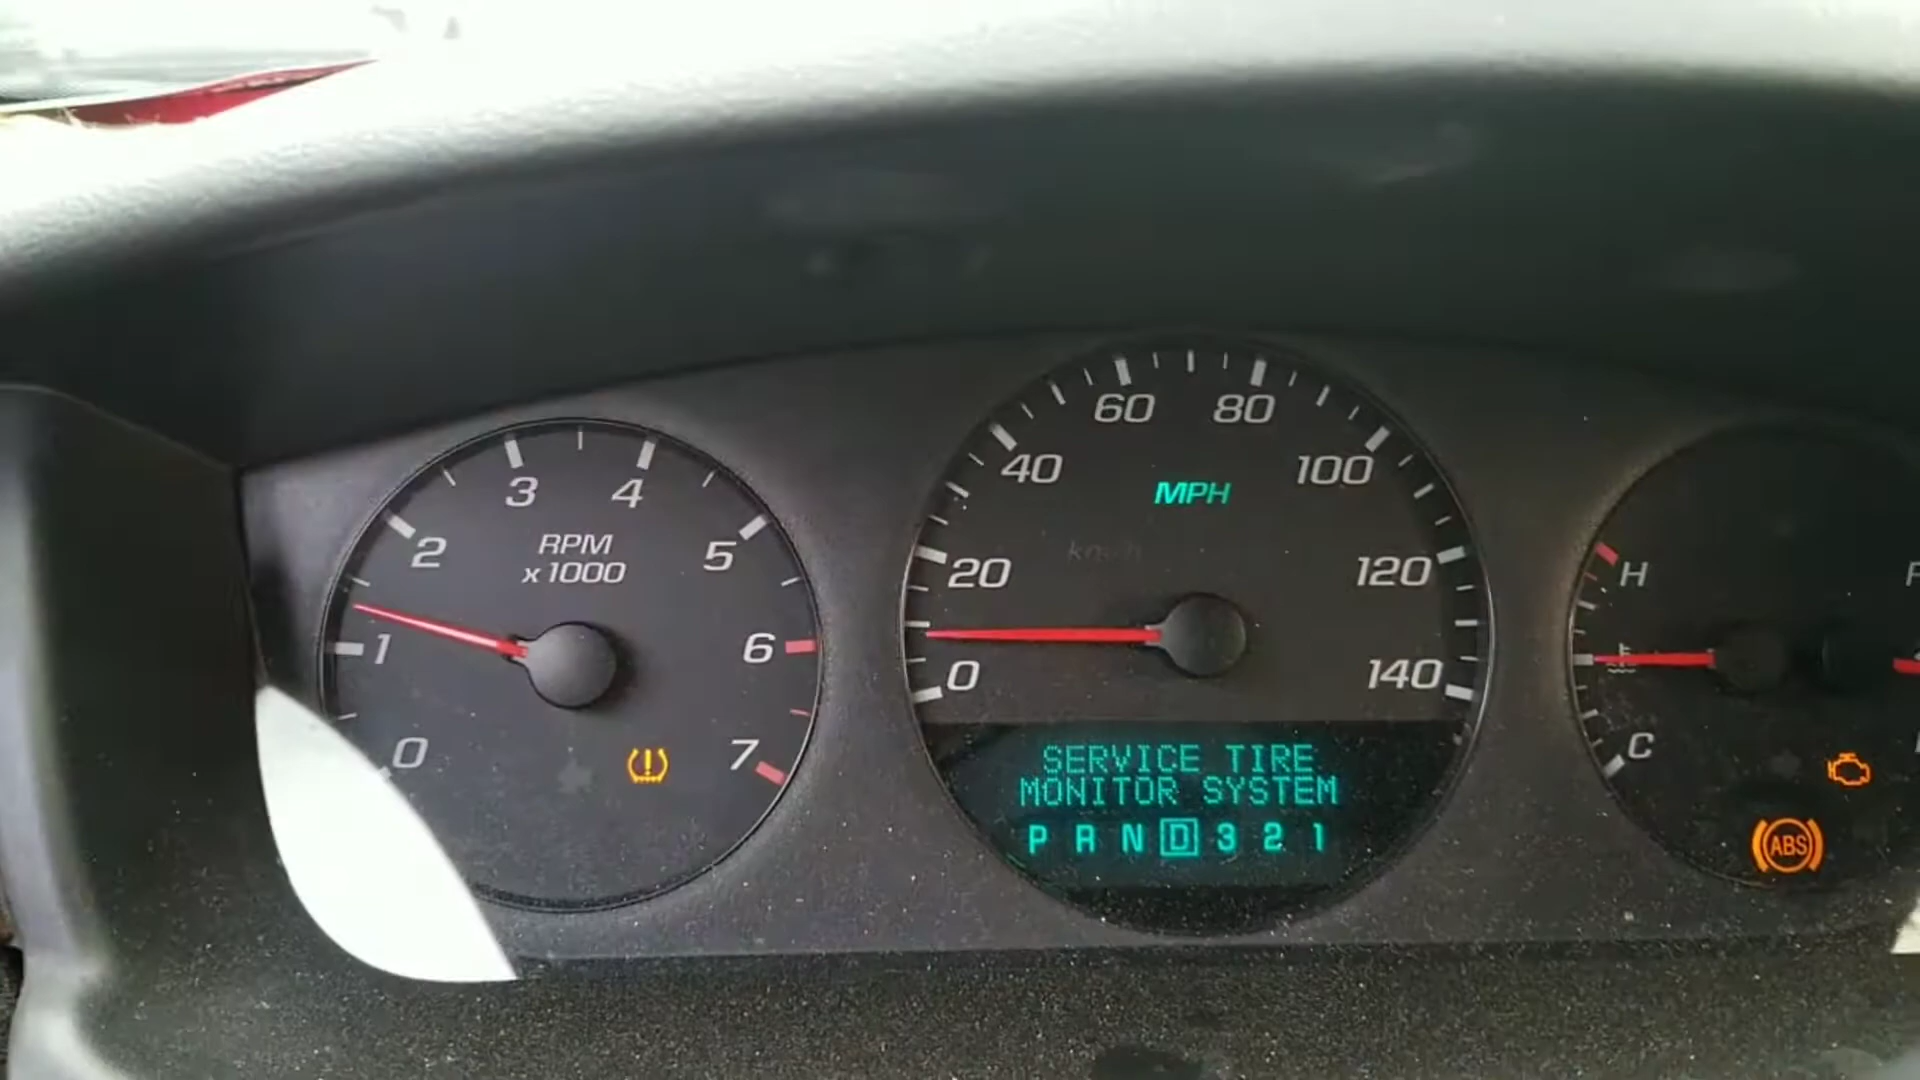 3 4
2 5
RPM
x1000
1 6
0 7
60 80
40 100
MPH
km/h
20 120
0 140
SERVICE TIRE
MONITOR SYSTEM
P R N D 3 2 1
H
C
ABS